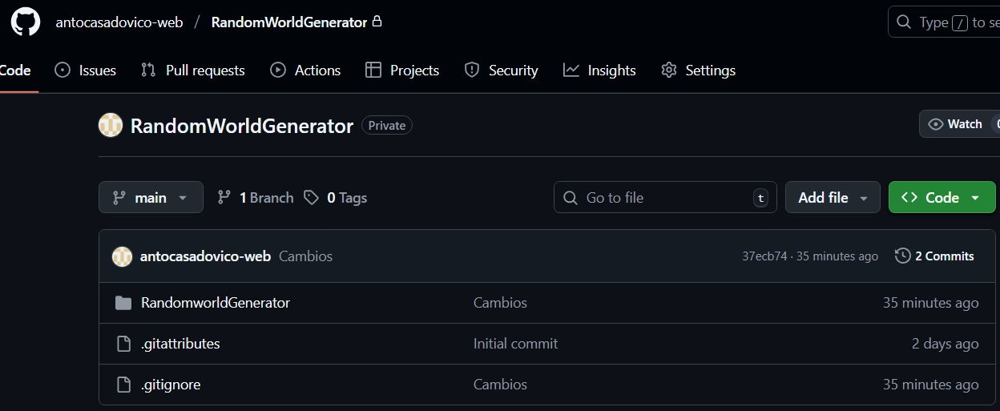 antocasadovico-web / RandomWorldGenerator
Type / to se
Code Issues Pull requests Actions Projects Security Insights Settings
RandomWorldGenerator Private
Watch 0
main 1 Branch 0 Tags
Go to file t
Add file
Code
antocasadovico-web Cambios 37ecb74 · 35 minutes ago 2 Commits
RandomworldGenerator Cambios 35 minutes ago
.gitattributes Initial commit 2 days ago
.gitignore Cambios 35 minutes ago